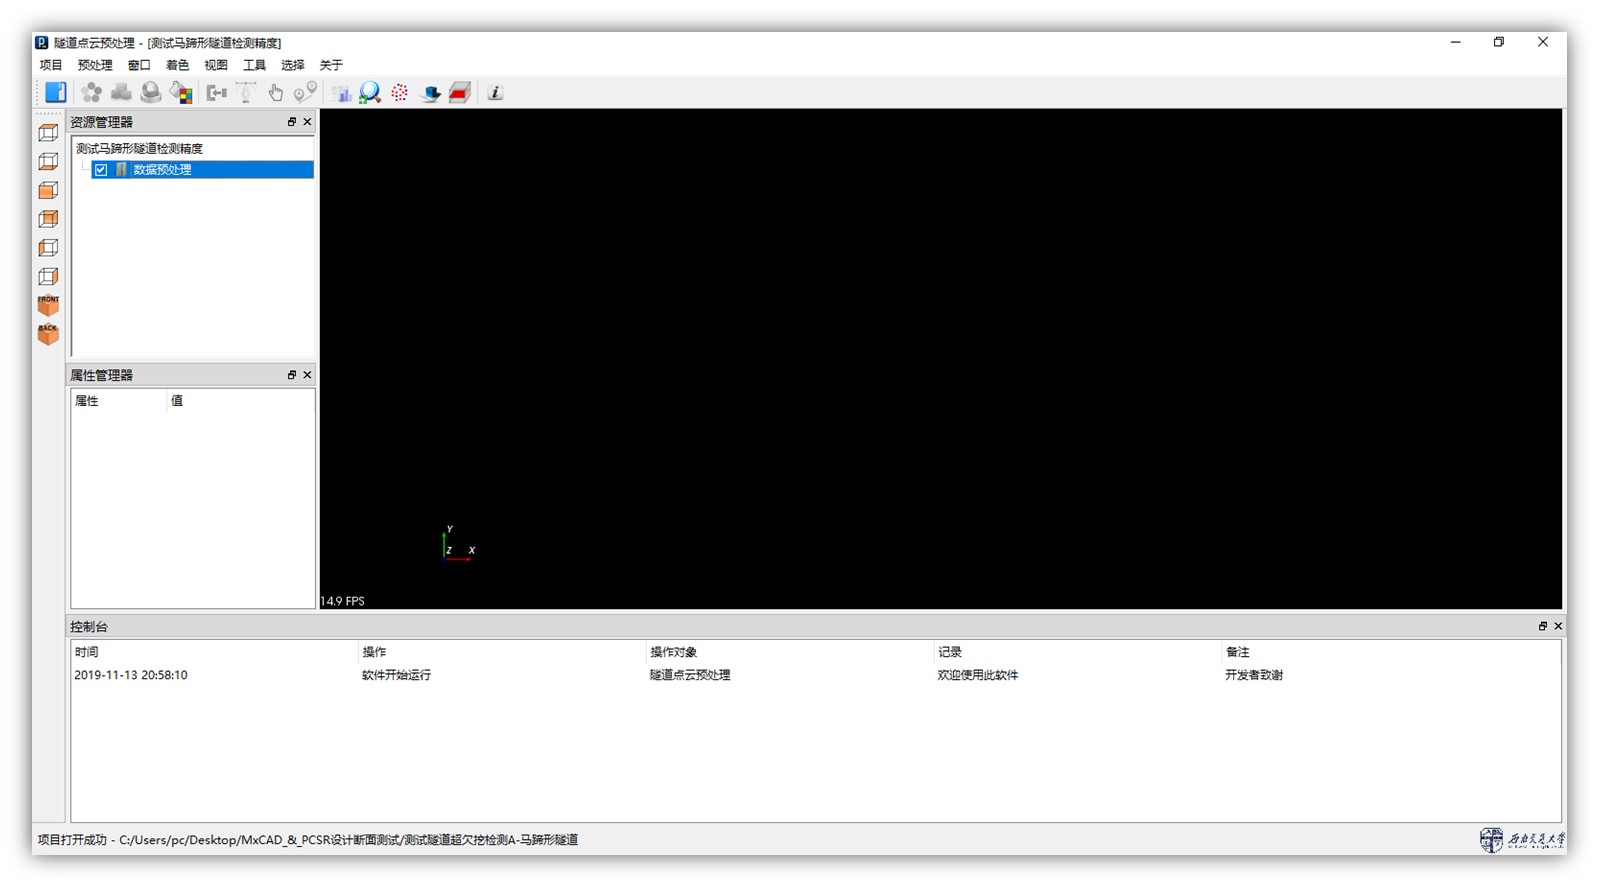 隧道点云预处理 - [测试马蹄形隧道检测精度]
项目 预处理 窗口 着色 视图 工具 选择 关于
资源管理器
测试马蹄形隧道检测精度
数据预处理
FRONT
BACK
属性管理器
属性 值
Y
Z X
14.9 FPS
控制台
时间 操作 操作对象 记录 备注
2019-11-13 20:58:10 软件开始运行 隧道点云预处理 欢迎使用此软件 开发者致谢
项目打开成功 - C:/Users/pc/Desktop/MxCAD_&_PCSR设计断面测试/测试隧道超欠挖检测A-马蹄形隧道
西南交通大学